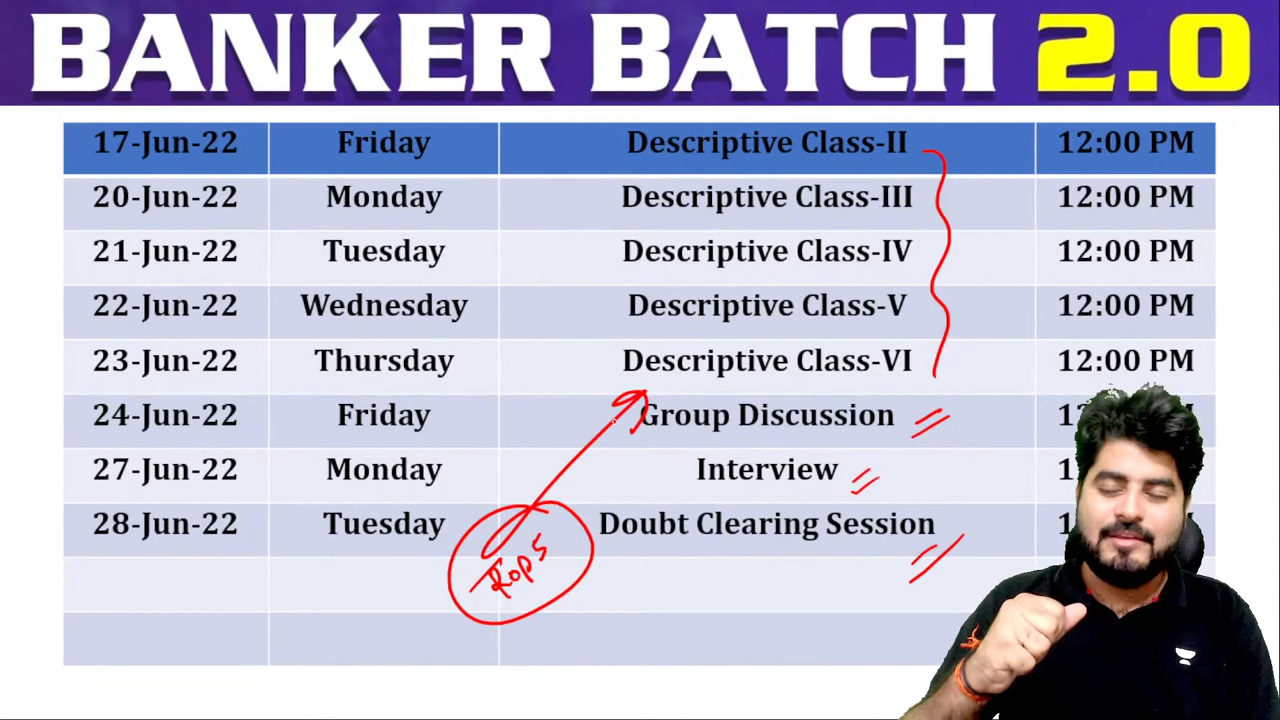 BANKER BATCH 2.0
17-Jun-22 Friday Descriptive Class-II 12:00 PM
20-Jun-22 Monday Descriptive Class-III 12:00 PM
21-Jun-22 Tuesday Descriptive Class-IV 12:00 PM
22-Jun-22 Wednesday Descriptive Class-V 12:00 PM
23-Jun-22 Thursday Descriptive Class-VI 12:00 PM
24-Jun-22 Friday Group Discussion
27-Jun-22 Monday Interview
28-Jun-22 Tuesday Doubt Clearing Session